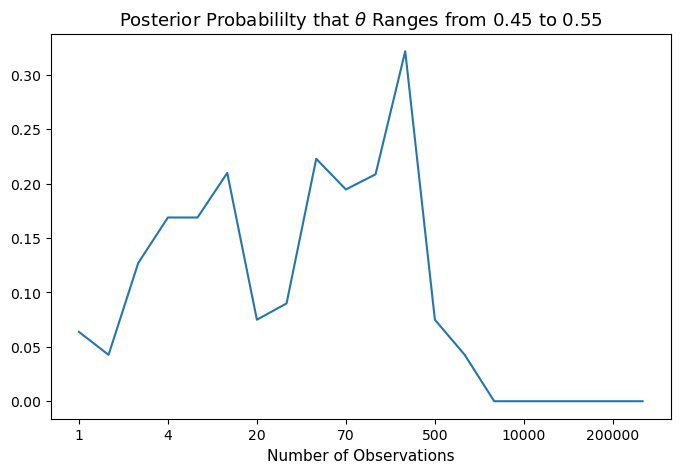 Posterior Probabililty that θ Ranges from 0.45 to 0.55
0.30
0.25
0.20
0.15
0.10
0.05
0.00
1 4 20 70 500 10000 200000
Number of Observations